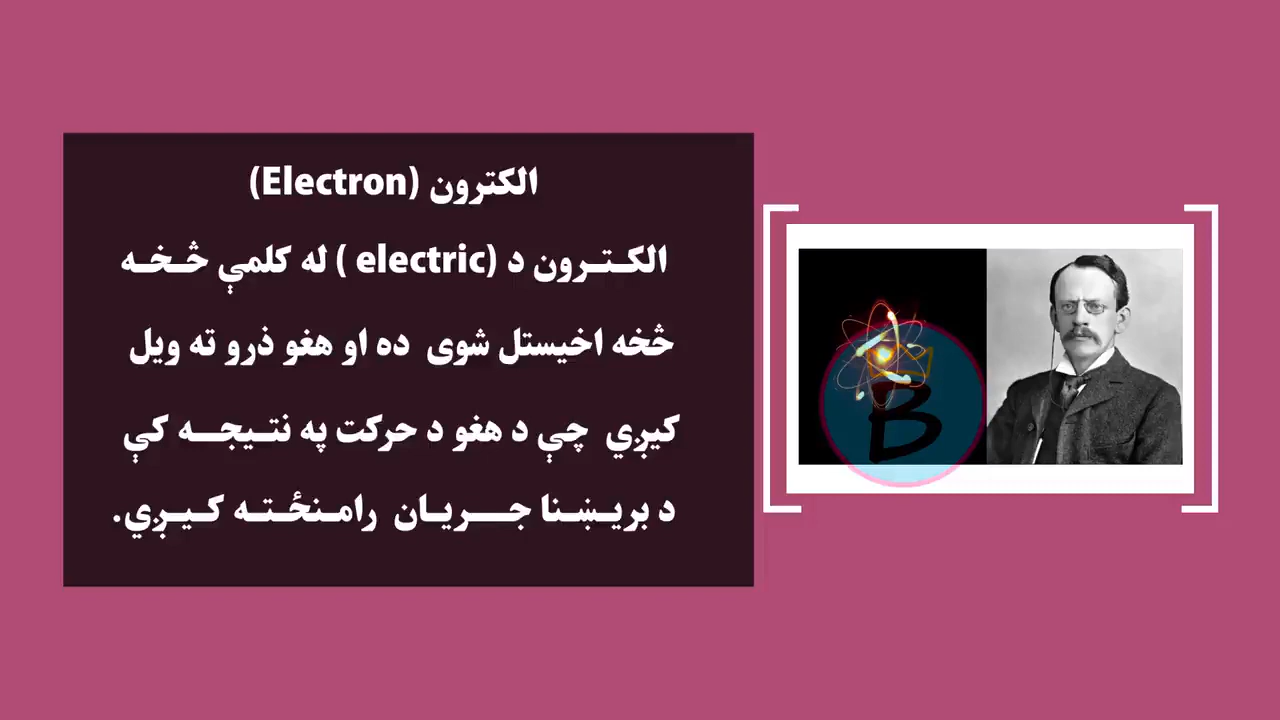 الکترون (Electron)
الکترون د (electric ) له کلمې څخه
څخه اخیستل شوی ده او هغو ذرو ته ویل
کیږي چې د هغو د حرکت په نتیجه کې
د بریښنا جریان رامنځته کیږي.
B